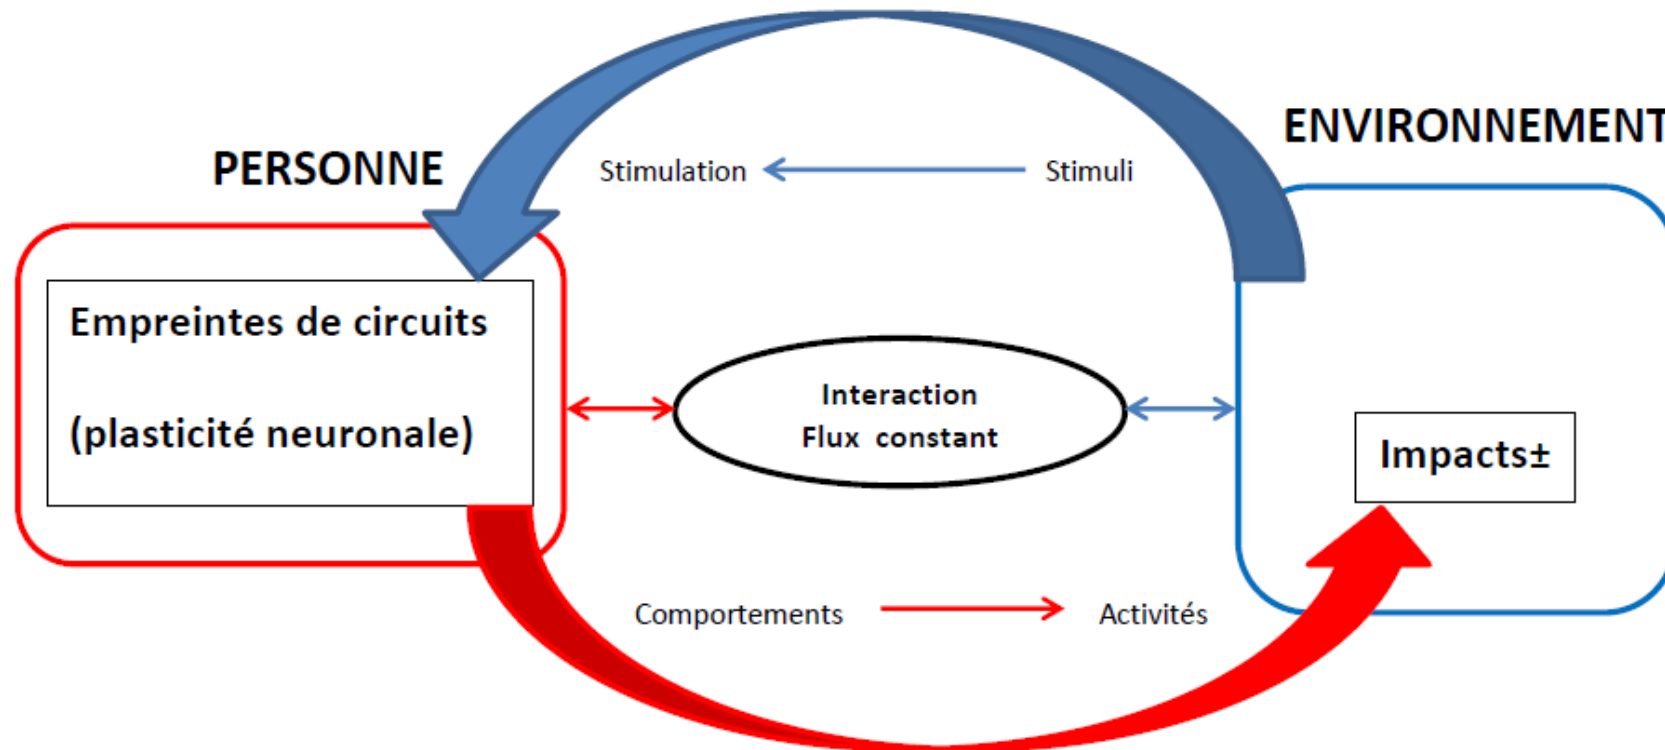 ENVIRONNEMENT
PERSONNE
Stimulation
Stimuli
Empreintes de circuits
(plasticité neuronale)
Interaction
Flux constant
Impacts±
Comportements
Activités